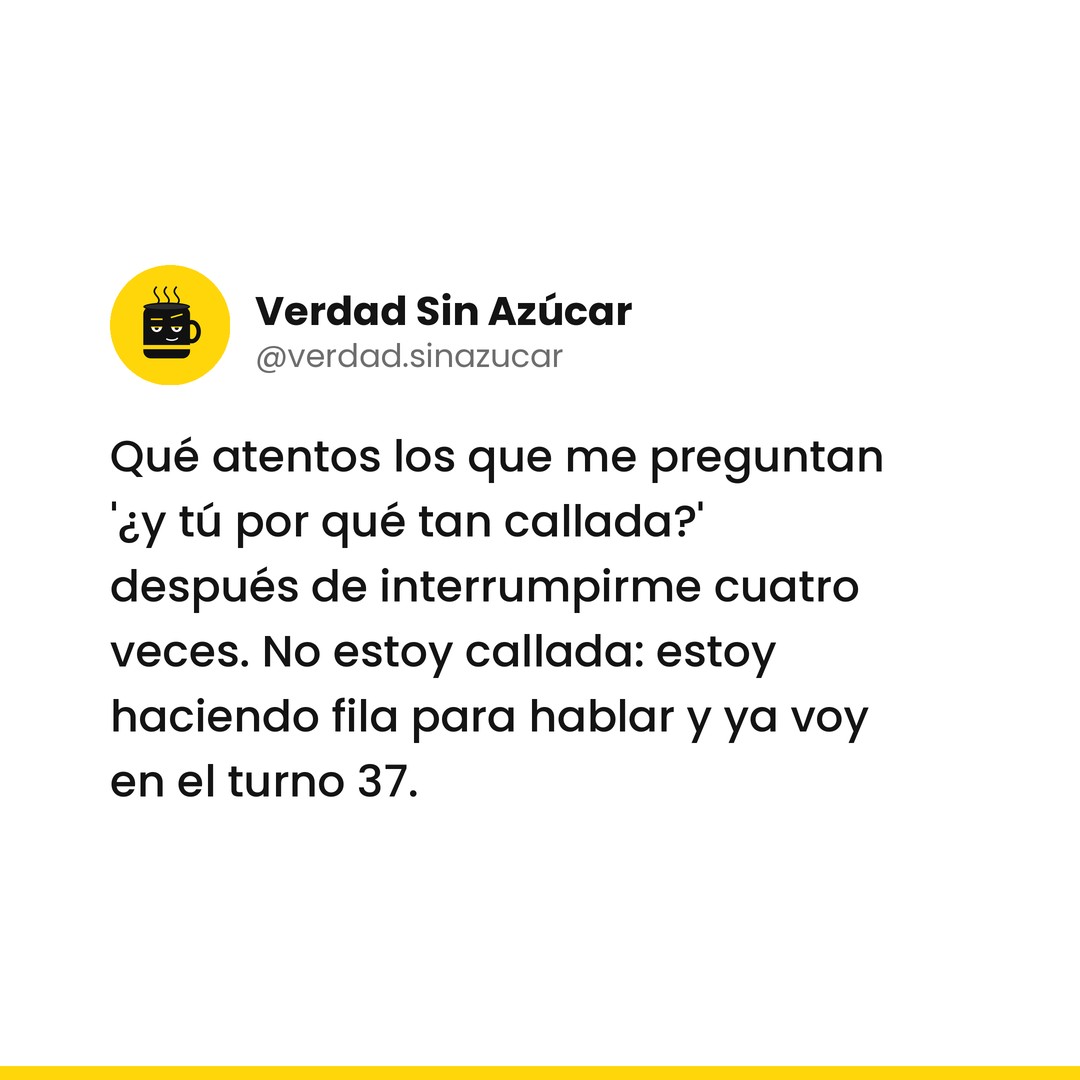 Verdad Sin Azúcar
@verdad.sinazucar
Qué atentos los que me preguntan
'¿y tú por qué tan callada?'
después de interrumpirme cuatro
veces. No estoy callada: estoy
haciendo fila para hablar y ya voy
en el turno 37.